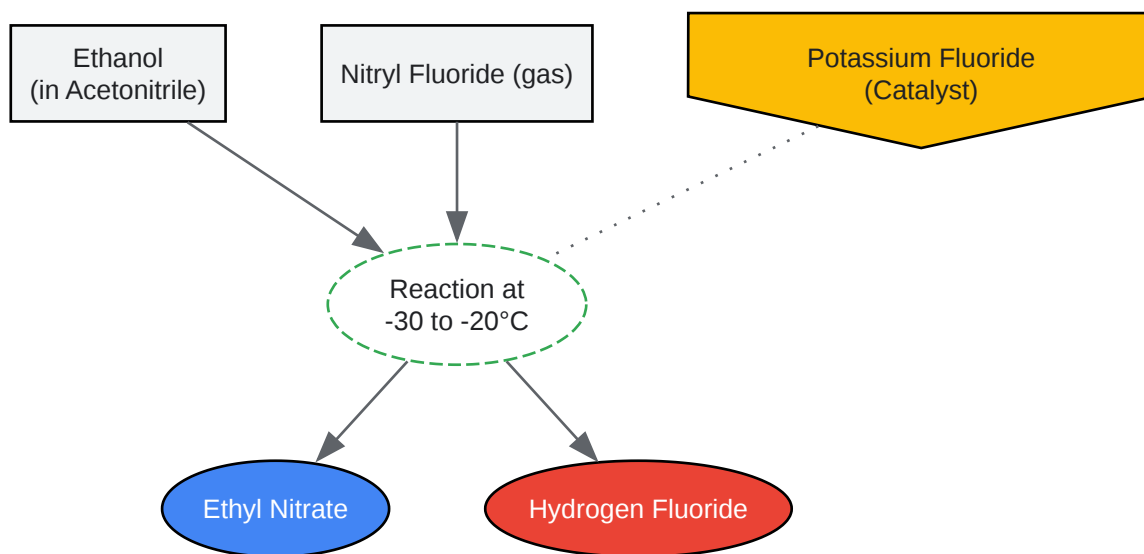 Ethanol
(in Acetonitrile)
Nitryl Fluoride (gas)
Potassium Fluoride
(Catalyst)
Reaction at
-30 to -20°C
Ethyl Nitrate
Hydrogen Fluoride